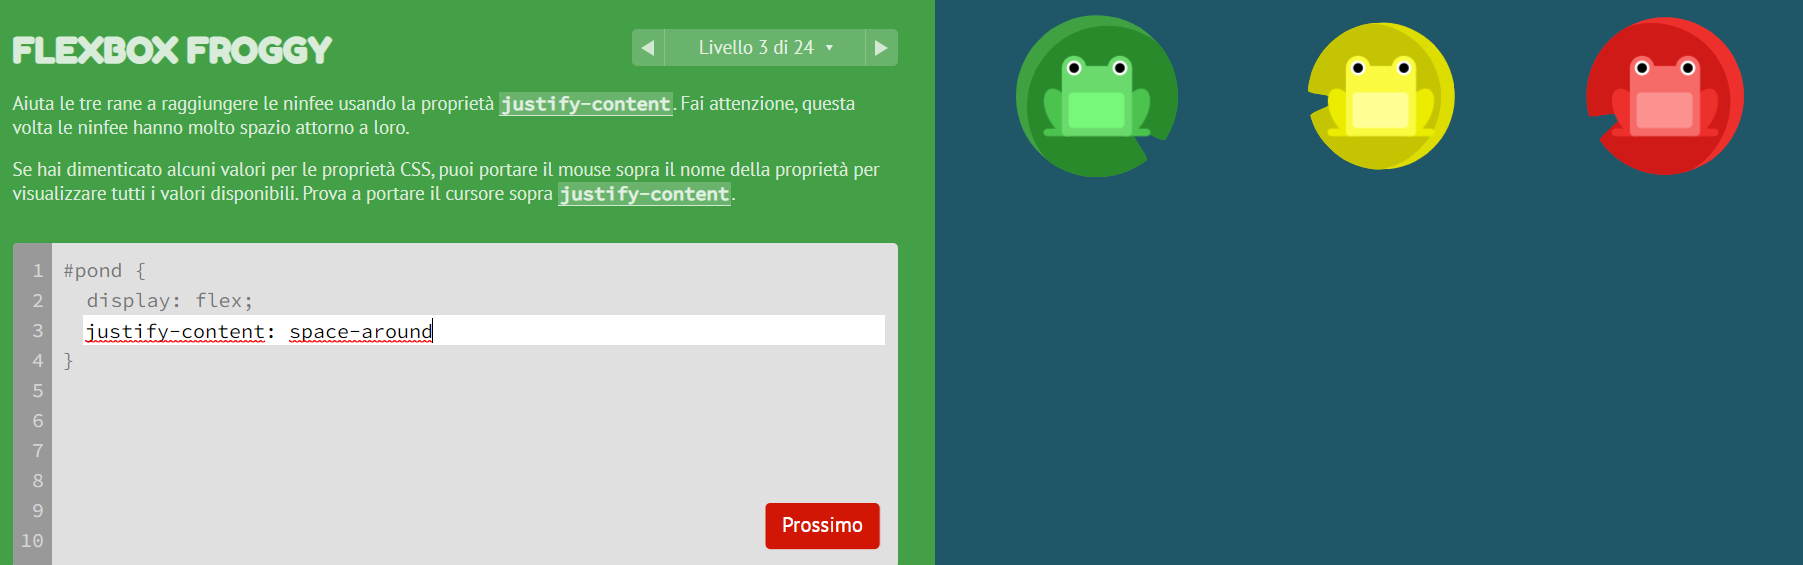 FLEXBOX FROGGY
Livello 3 di 24
Aiuta le tre rane a raggiungere le ninfee usando la proprietà justify-content. Fai attenzione, questa
volta le ninfee hanno molto spazio attorno a loro.
Se hai dimenticato alcuni valori per le proprietà CSS, puoi portare il mouse sopra il nome della proprietà per
visualizzare tutti i valori disponibili. Prova a portare il cursore sopra justify-content.
1 #pond {
2 display: flex;
3 justify-content: space-around
4 }
5
6
7
8
9
10
Prossimo